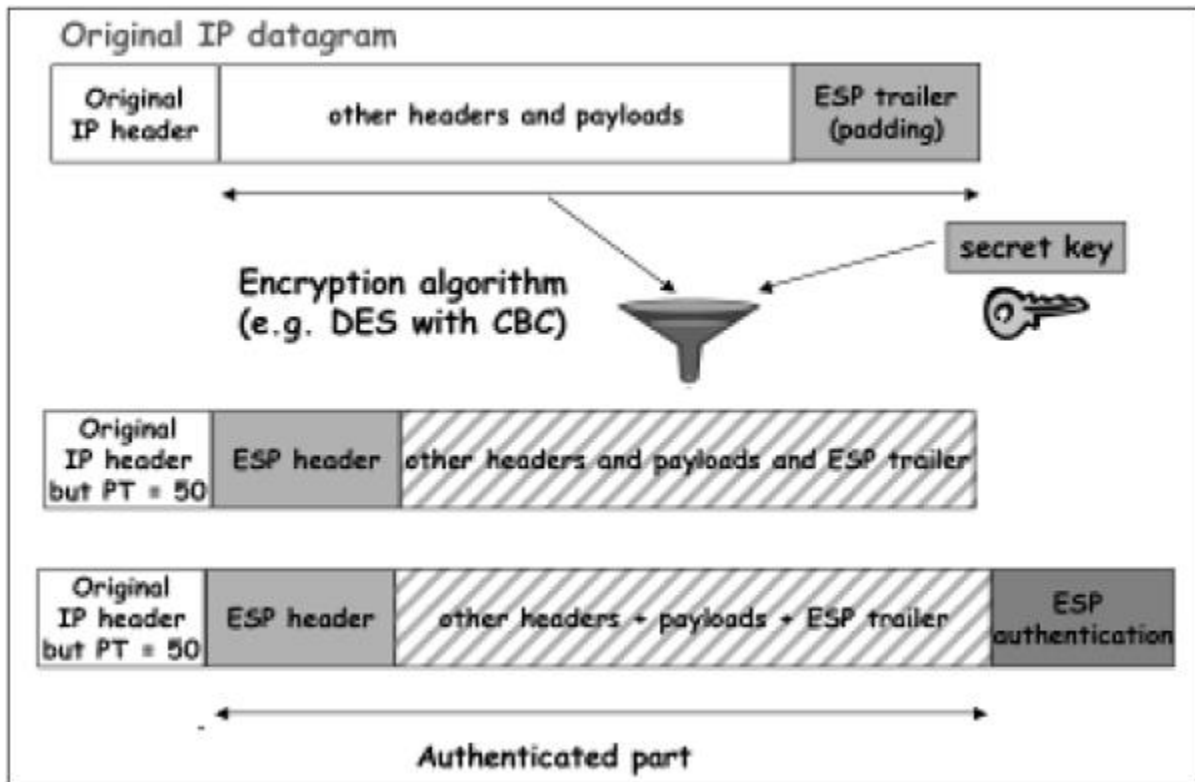 Original IP datagram
Original
IP header
other headers and payloads
ESP trailer
(padding)
secret key
Encryption algorithm
(e.g. DES with CBC)
Original
IP header
but PT = 50
ESP header
other headers and payloads and ESP trailer
Original
IP header
but PT = 50
ESP header
other headers + payloads + ESP trailer
ESP
authentication
Authenticated part